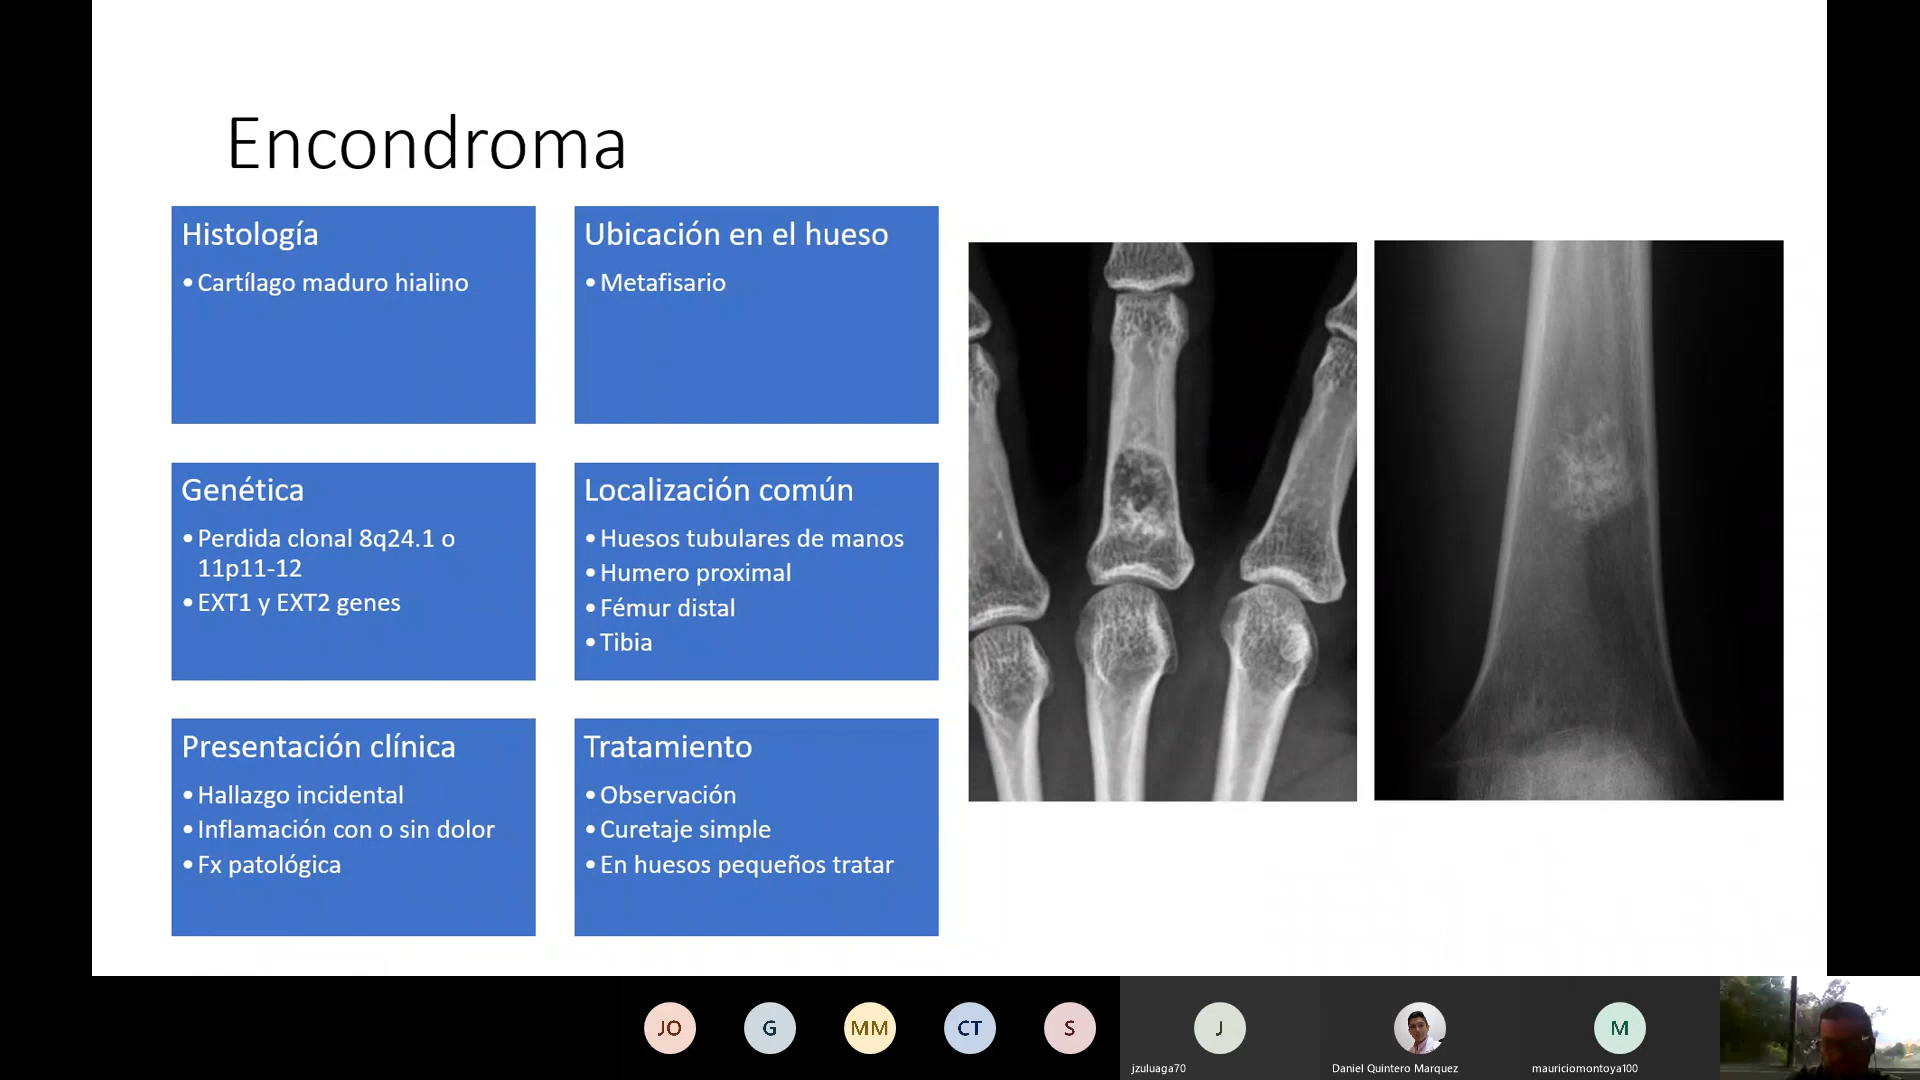 Encondroma
Histología
• Cartílago maduro hialino
Ubicación en el hueso
• Metafisario
Genética
• Perdida clonal 8q24.1 o
11p11-12
• EXT1 y EXT2 genes
Localización común
• Huesos tubulares de manos
• Humero proximal
• Fémur distal
• Tibia
Presentación clínica
• Hallazgo incidental
• Inflamación con o sin dolor
• Fx patológica
Tratamiento
• Observación
• Curetaje simple
• En huesos pequeños tratar
JO
G
MM
CT
S
J
M
jzuluaga70
Daniel Quintero Marquez
mauriciomontoya100